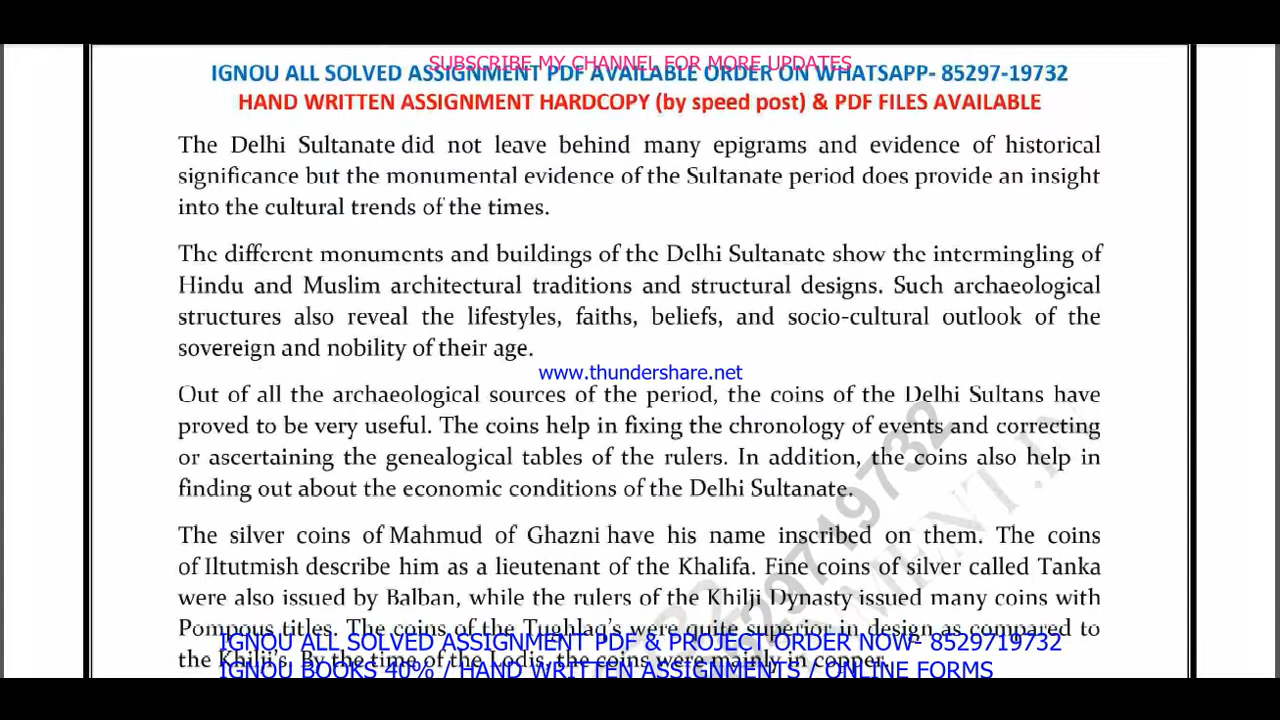 SUBSCRIBE MY CHANNEL FOR MORE UPDATES
IGNOU ALL SOLVED ASSIGNMENT PDF AVAILABLE ORDER ON WHATSAPP- 85297-19732
HAND WRITTEN ASSIGNMENT HARDCOPY (by speed post) & PDF FILES AVAILABLE
The Delhi Sultanate did not leave behind many epigrams and evidence of historical
significance but the monumental evidence of the Sultanate period does provide an insight
into the cultural trends of the times.
The different monuments and buildings of the Delhi Sultanate show the intermingling of
Hindu and Muslim architectural traditions and structural designs. Such archaeological
structures also reveal the lifestyles, faiths, beliefs, and socio-cultural outlook of the
sovereign and nobility of their age.
www.thundershare.net
Out of all the archaeological sources of the period, the coins of the Delhi Sultans have
proved to be very useful. The coins help in fixing the chronology of events and correcting
or ascertaining the genealogical tables of the rulers. In addition, the coins also help in
finding out about the economic conditions of the Delhi Sultanate.
The silver coins of Mahmud of Ghazni have his name inscribed on them. The coins
of Iltutmish describe him as a lieutenant of the Khalifa. Fine coins of silver called Tanka
were also issued by Balban, while the rulers of the Khilji Dynasty issued many coins with
Pompous titles. The coins of the Tughlaq's were quite superior in design as compared to
IGNOU ALL SOLVED ASSIGNMENT PDF & PROJECT ORDER NOW- 8529719732
the Khilji's. By the time of the Lodis, the coins were mainly in copper.
IGNOU BOOKS 40% / HAND WRITTEN ASSIGNMENTS / ONLINE FORMS